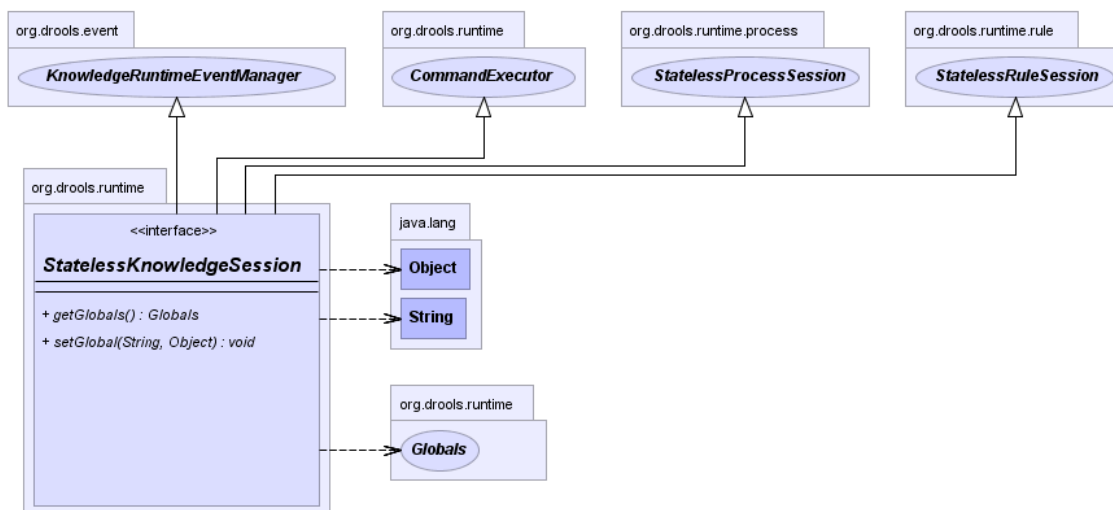 org.drools.event
KnowledgeRuntimeEventManager
org.drools.runtime
CommandExecutor
org.drools.runtime.process
StatelessProcessSession
org.drools.runtime.rule
StatelessRuleSession
org.drools.runtime
<<interface>>
StatelessKnowledgeSession
+ getGlobals() : Globals
+ setGlobal(String, Object) : void
java.lang
Object
String
org.drools.runtime
Globals